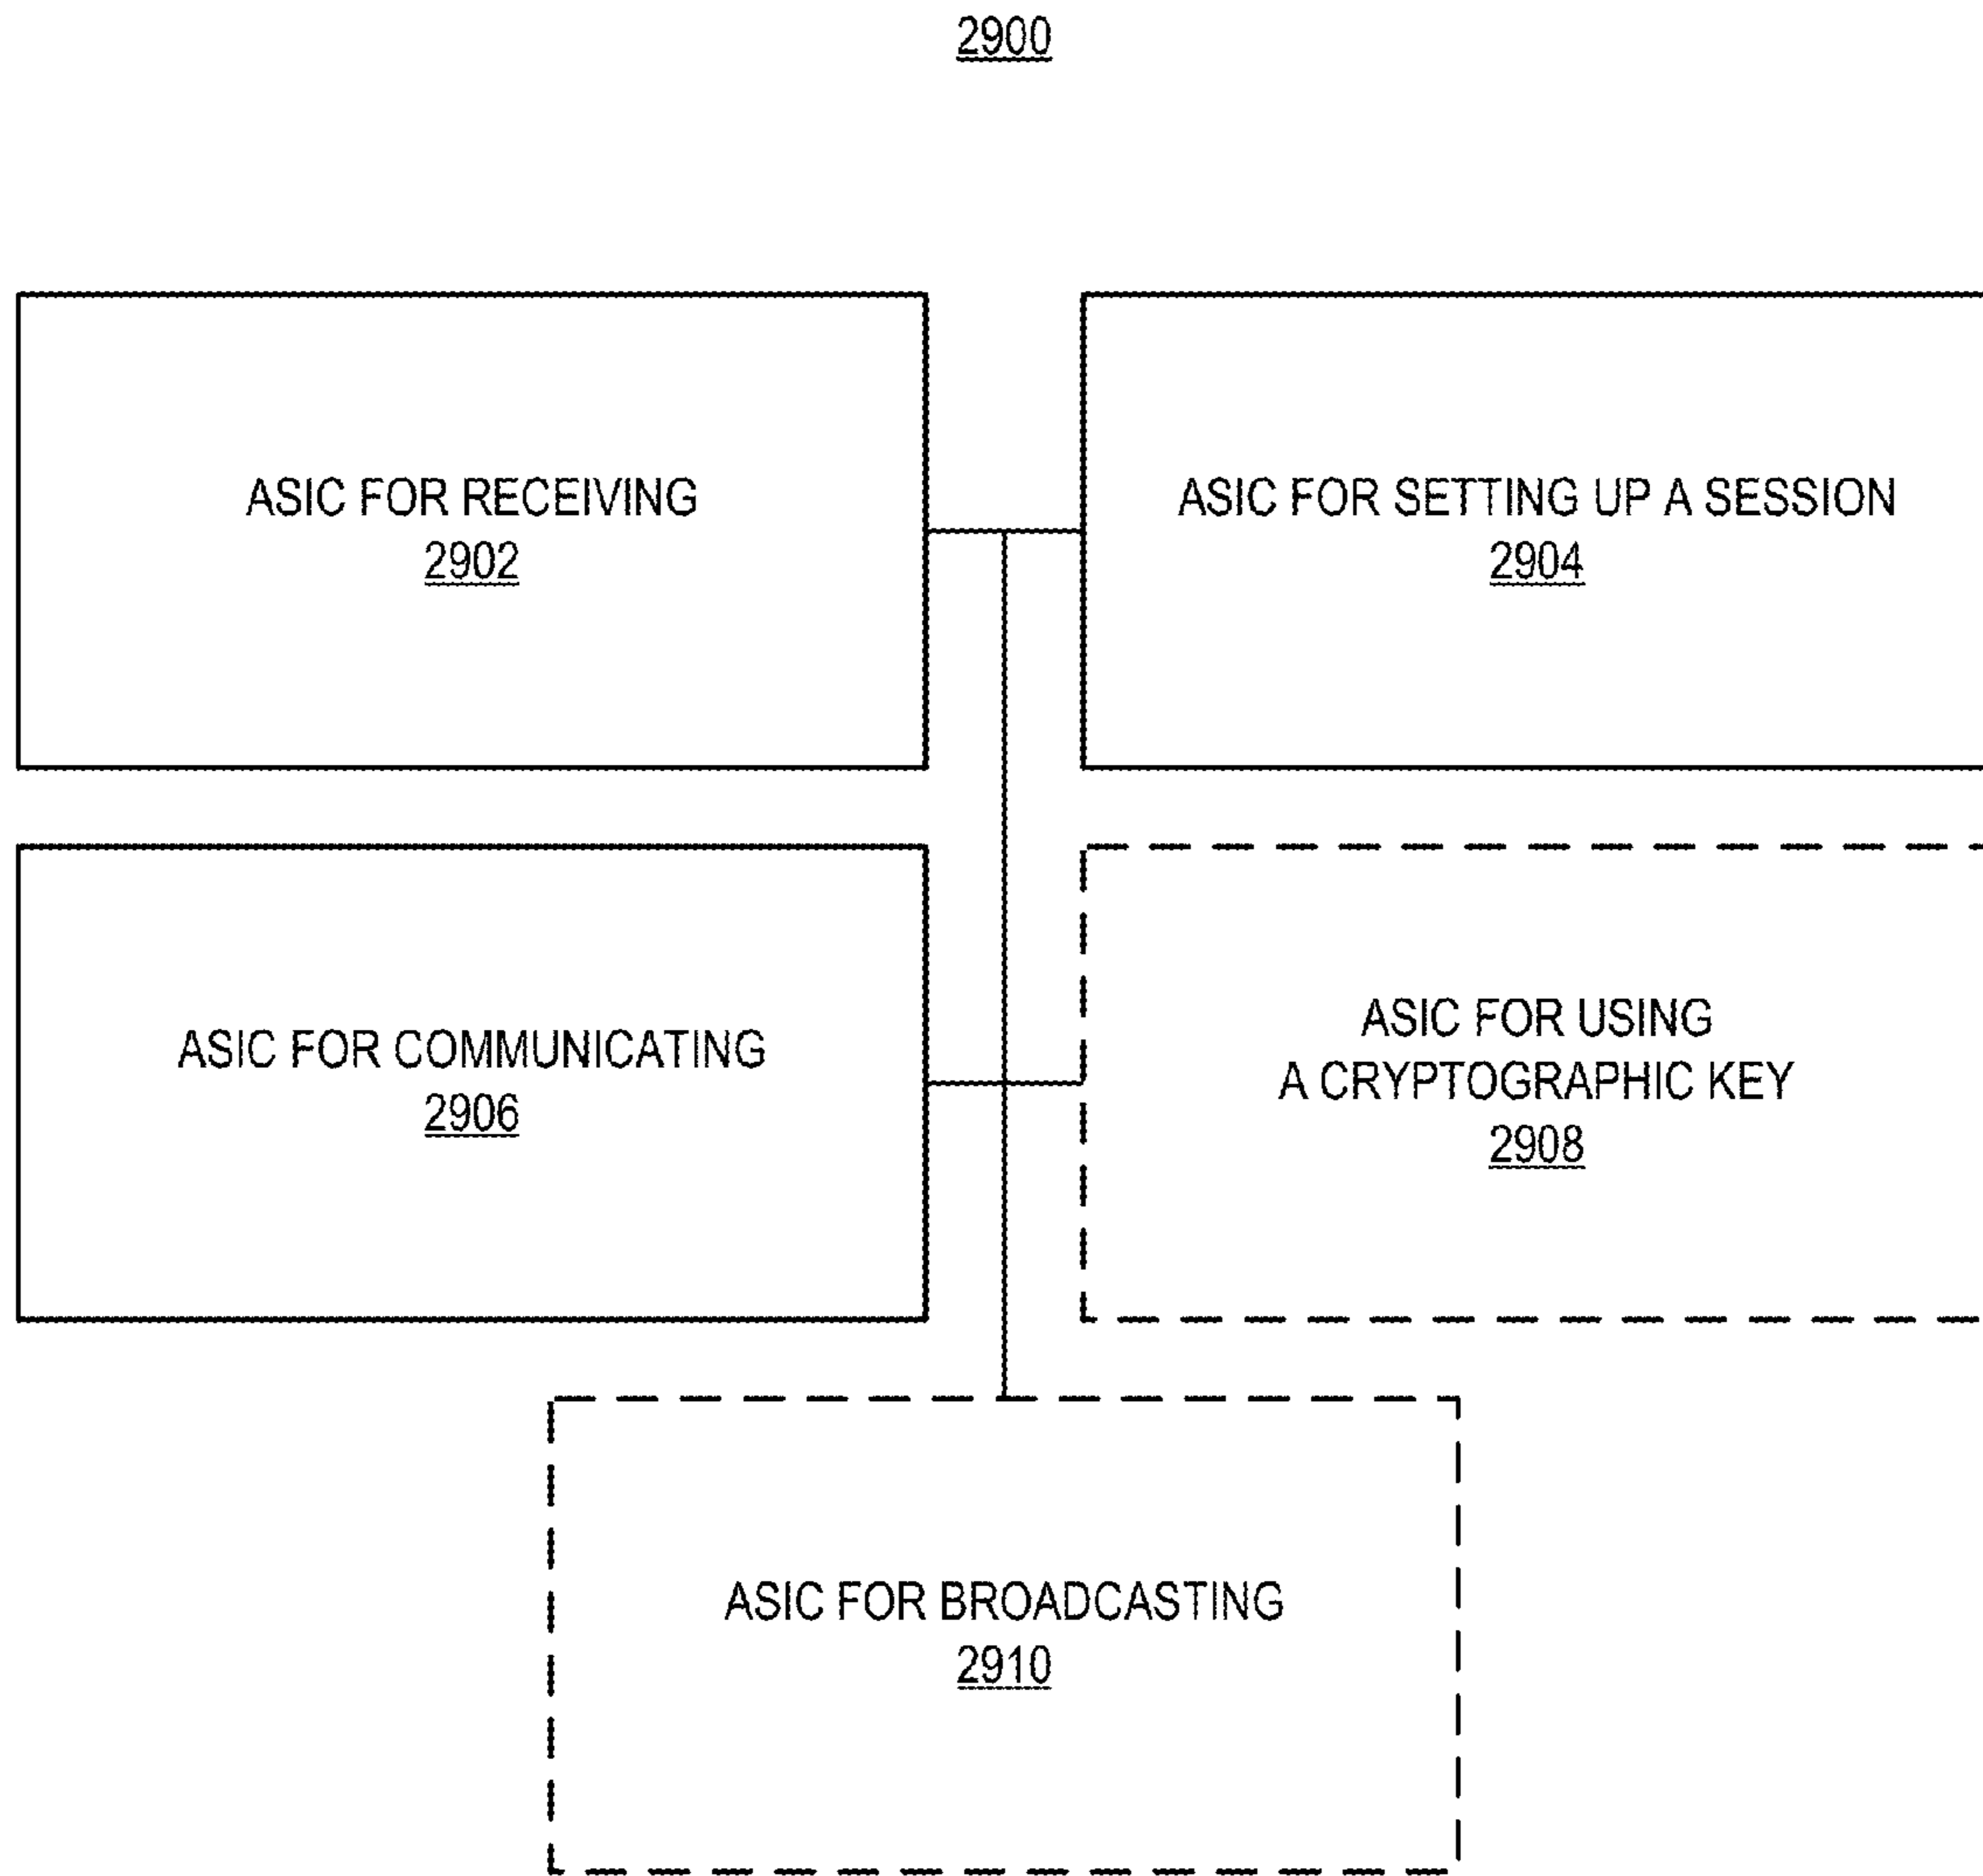 2900
ASIC FOR RECEIVING
2902
ASIC FOR SETTING UP A SESSION
2904
ASIC FOR COMMUNICATING
2906
ASIC FOR USING
A CRYPTOGRAPHIC KEY
2908
ASIC FOR BROADCASTING
2910